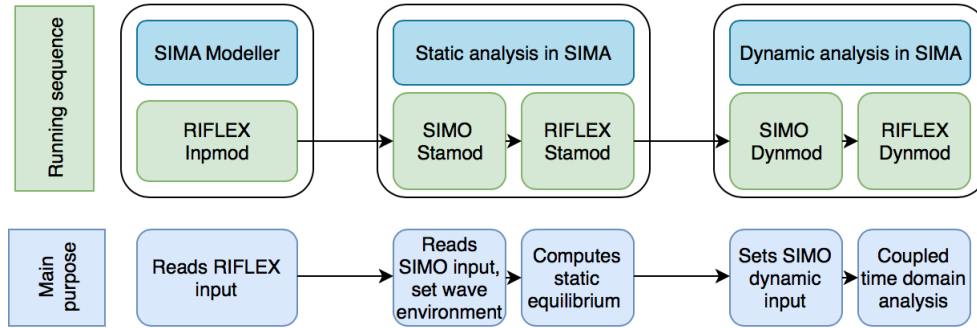 Running sequence
SIMA Modeller
RIFLEX
Inpmod
Static analysis in SIMA
SIMO
Stamod
RIFLEX
Stamod
Dynamic analysis in SIMA
SIMO
Dynmod
RIFLEX
Dynmod
Main
purpose
Reads RIFLEX
input
Reads
SIMO input,
set wave
environment
Computes
static
equilibrium
Sets SIMO
dynamic
input
Coupled
time domain
analysis